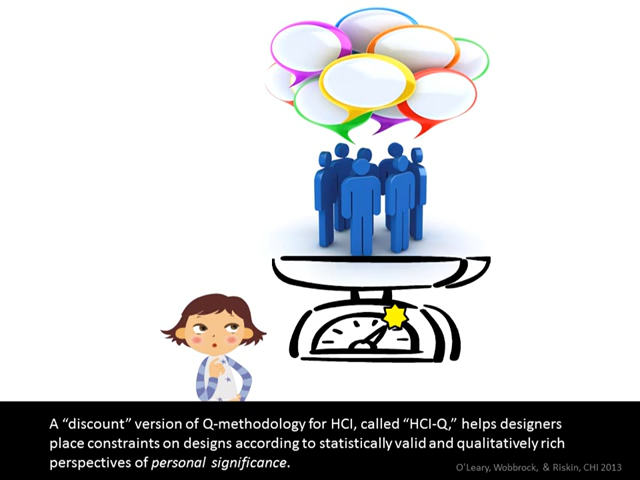 A “discount” version of Q-methodology for HCI, called “HCI-Q,” helps designers
place constraints on designs according to statistically valid and qualitatively rich
perspectives of personal significance.
O'Leary, Wobbrock, & Riskin, CHI 2013